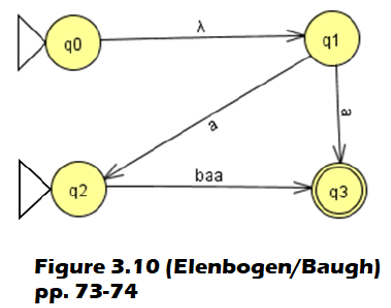 q0
λ
q1
a
a
q2
baa
q3
Figure 3.10 (Elenbogen/Baugh)
pp. 73-74